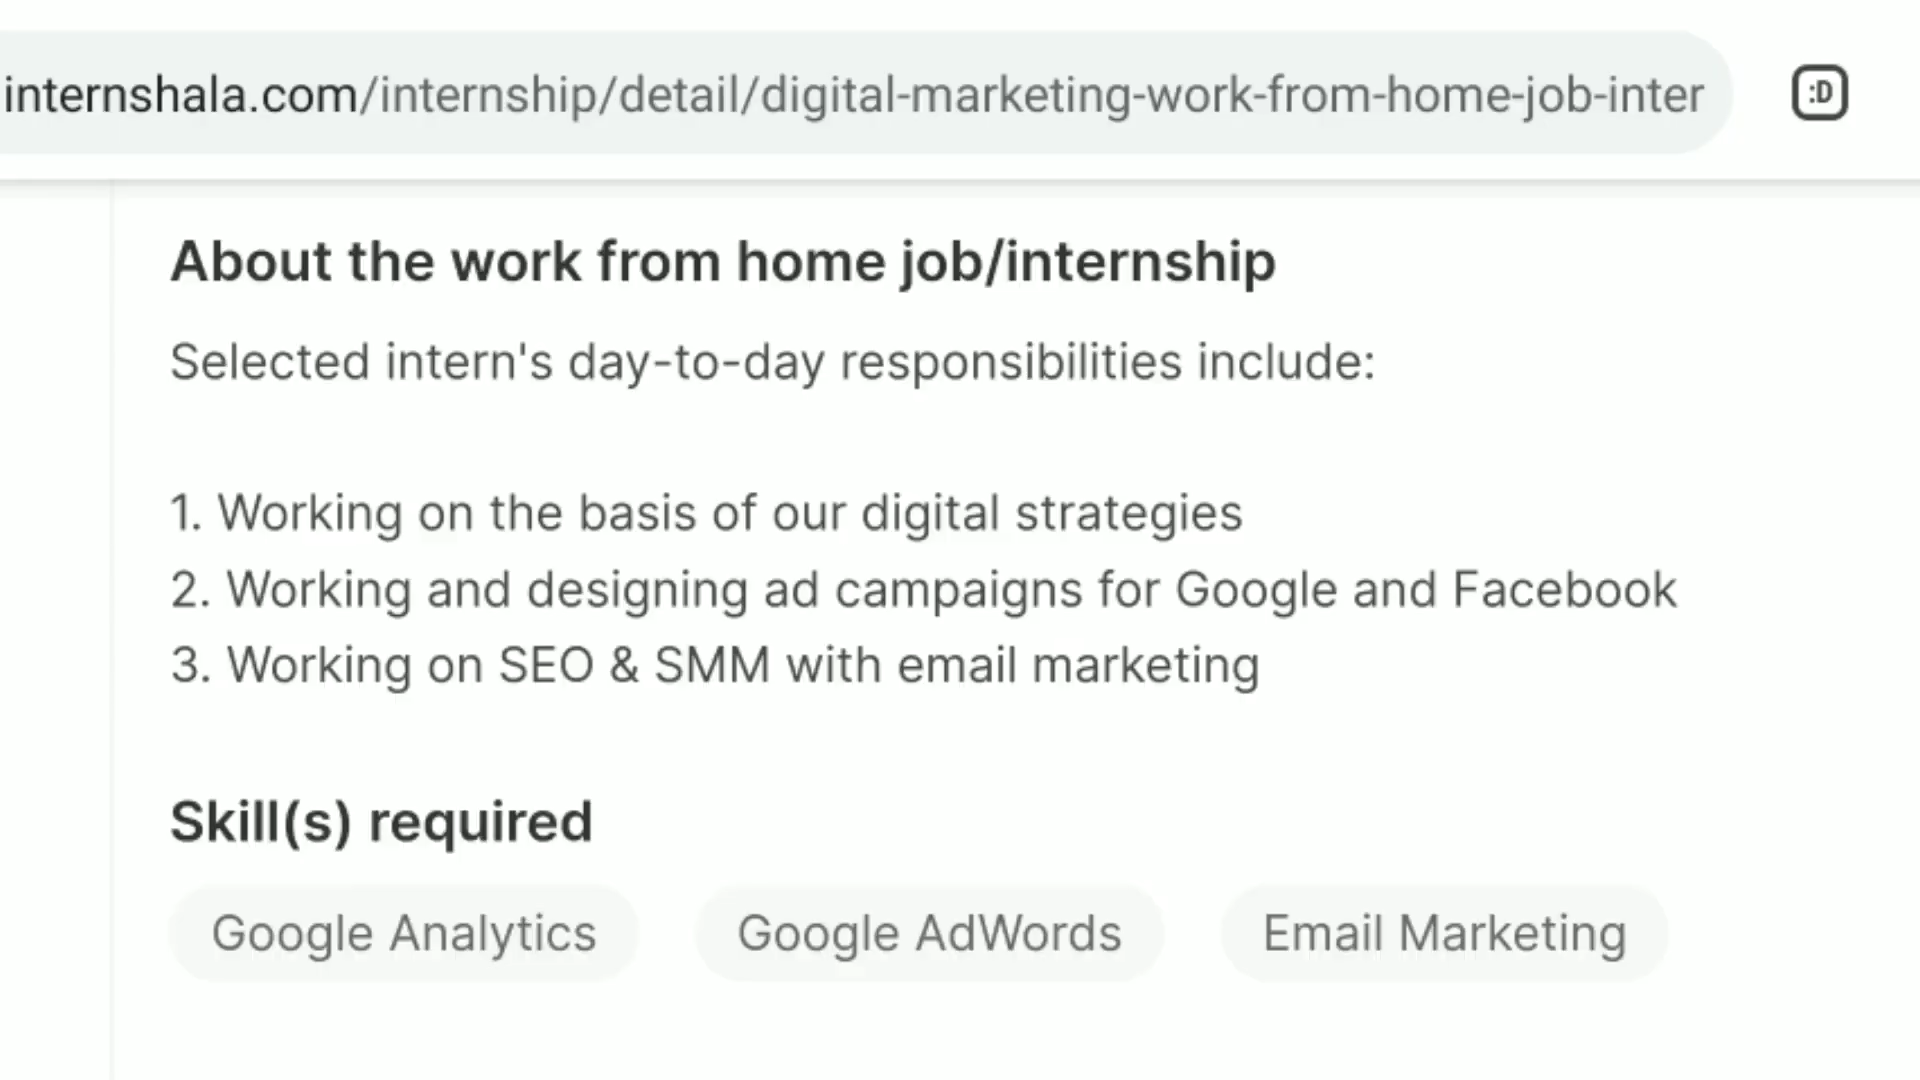 internshala.com/internship/detail/digital-marketing-work-from-home-job-inter
:D
About the work from home job/internship
Selected intern's day-to-day responsibilities include:
1. Working on the basis of our digital strategies
2. Working and designing ad campaigns for Google and Facebook
3. Working on SEO & SMM with email marketing
Skill(s) required
Google Analytics Google AdWords Email Marketing